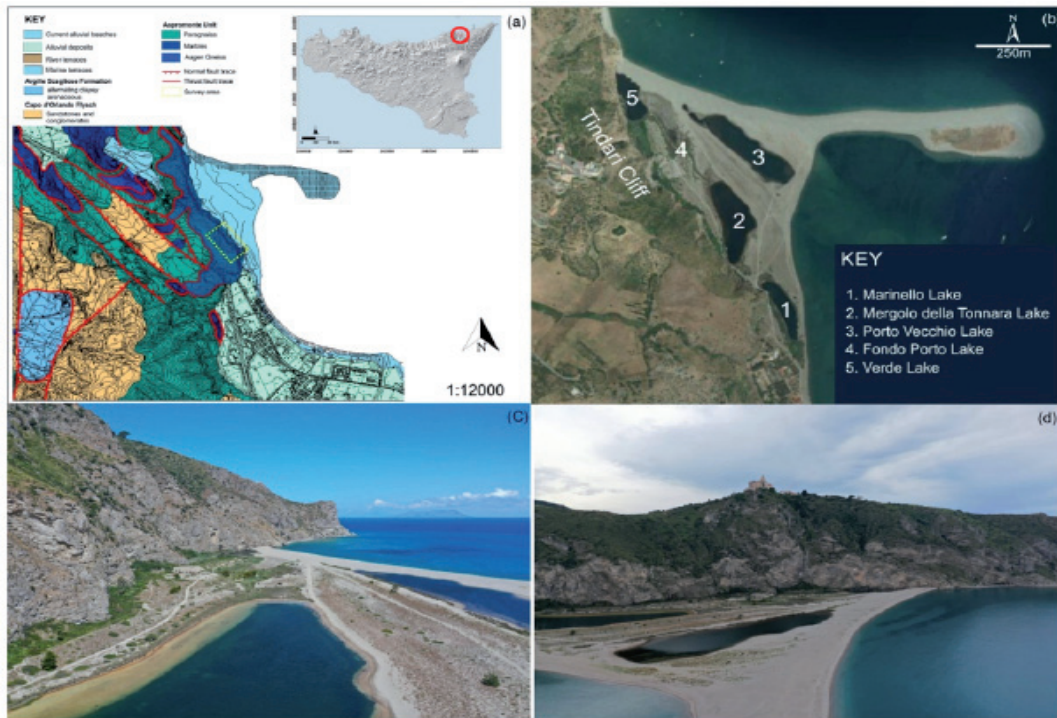 (a)
KEY
Current alluvial beaches
Alluvial deposits
River terraces
Marine terraces
Argille Scagliose Formation
alternating clayey
arenaceous
Capo d'Orlando Flysch
Sandstones and
conglomerates
Aspromonte Unit
Paragneiss
Marbles
Augen Gneiss
Normal fault trace
Thrust fault trace
Survey area
N
N
1:12000
(b)
N
250m
Tindari Cliff
5
4
3
2
1
KEY
1. Marinello Lake
2. Mergolo della Tonnara Lake
3. Porto Vecchio Lake
4. Fondo Porto Lake
5. Verde Lake
(C)
(d)